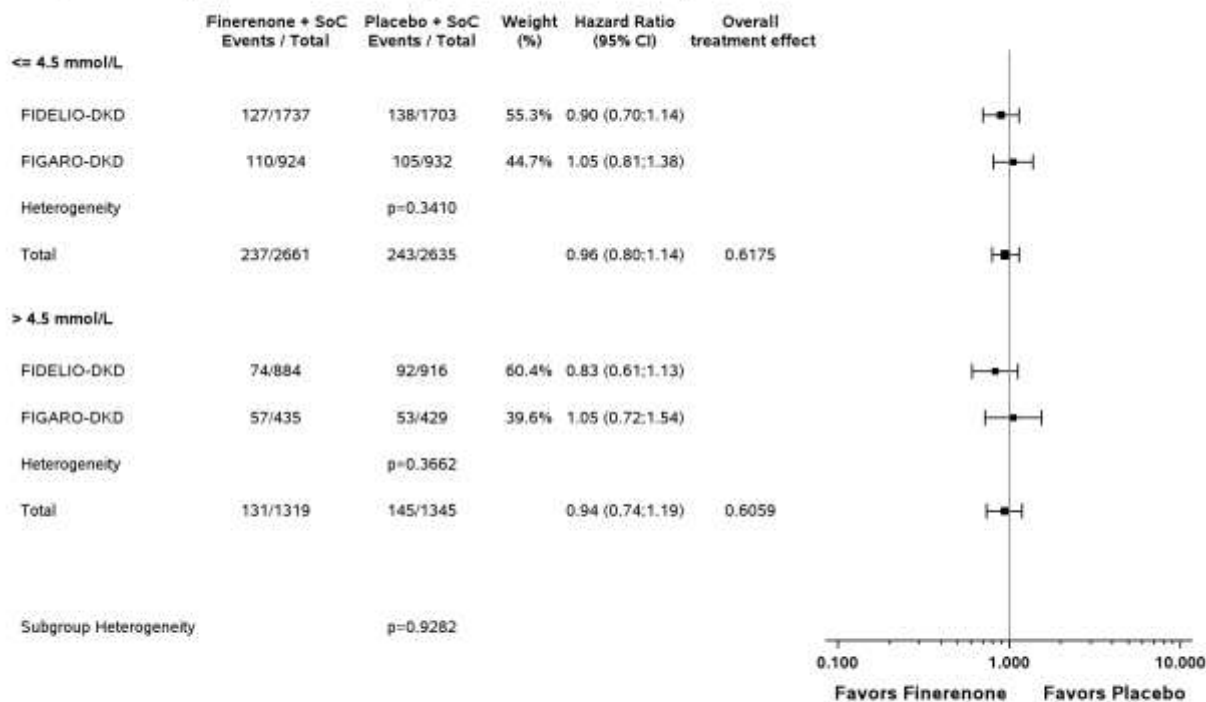 Finerenone + SoC Placebo + SoC Weight Hazard Ratio Overall
Events / Total Events / Total (%) (95% CI) treatment effect
<= 4.5 mmol/L
FIDELIO-DKD 127/1737 138/1703 55.3% 0.90 (0.70;1.14)
FIGARO-DKD 110/924 105/932 44.7% 1.05 (0.81;1.38)
Heterogeneity p=0.3410
Total 237/2661 243/2635 0.96 (0.80;1.14) 0.6175
> 4.5 mmol/L
FIDELIO-DKD 74/884 92/916 60.4% 0.83 (0.61;1.13)
FIGARO-DKD 57/435 53/429 39.6% 1.05 (0.72;1.54)
Heterogeneity p=0.3662
Total 131/1319 145/1345 0.94 (0.74;1.19) 0.6059
Subgroup Heterogeneity p=0.9282
0.100 1.000 10.000
Favors Finerenone Favors Placebo